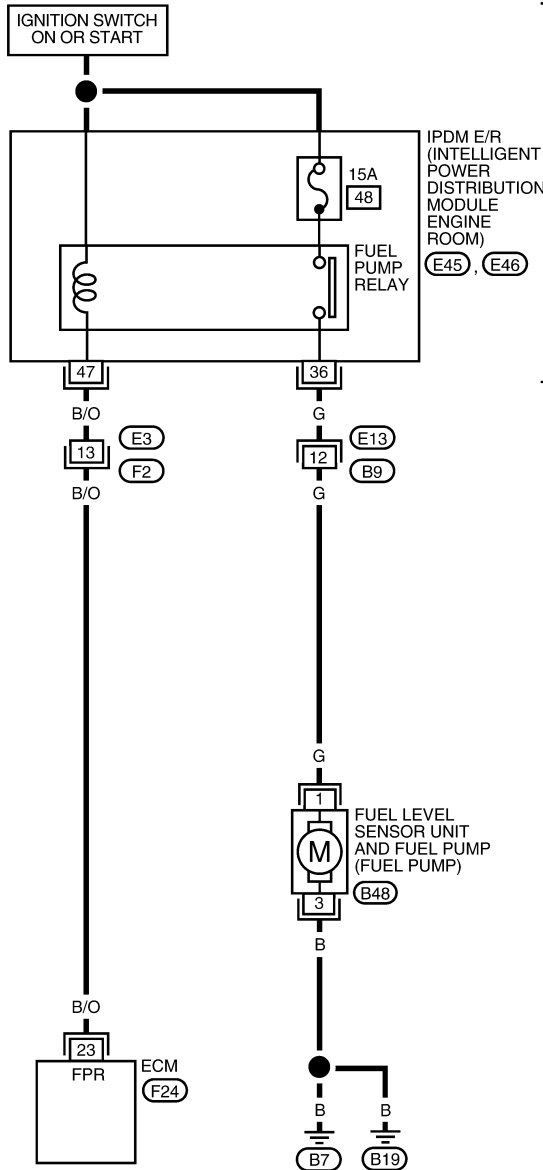 IGNITION SWITCH
ON OR START
IPDM E/R
(INTELLIGENT
POWER
DISTRIBUTION
MODULE
ENGINE
ROOM)
E45 , E46
15A
48
FUEL
PUMP
RELAY
47
36
B/O
G
13
E3
F2
12
E13
B9
B/O
G
G
1
FUEL LEVEL
SENSOR UNIT
AND FUEL PUMP
(FUEL PUMP)
M
B48
3
B
B/O
23
FPR
ECM
F24
B
B
B7
B19